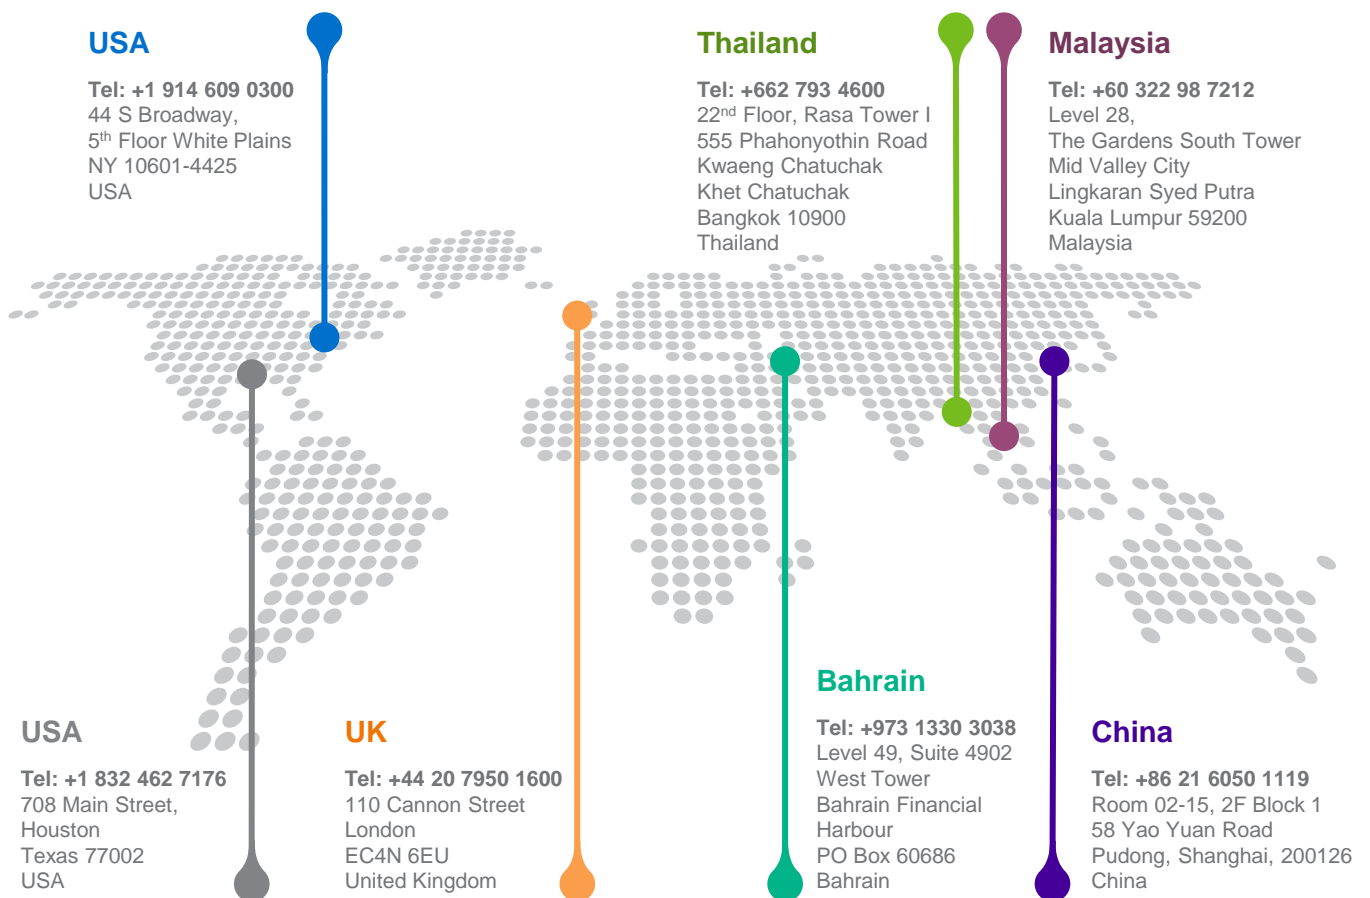 USA
Tel: +1 914 609 0300
44 S Broadway,
5th Floor White Plains
NY 10601-4425
USA
Thailand
Tel: +662 793 4600
22nd Floor, Rasa Tower I
555 Phahonyothin Road
Kwaeng Chatuchak
Khet Chatuchak
Bangkok 10900
Thailand
Malaysia
Tel: +60 322 98 7212
Level 28,
The Gardens South Tower
Mid Valley City
Lingkaran Syed Putra
Kuala Lumpur 59200
Malaysia
USA
Tel: +1 832 462 7176
708 Main Street,
Houston
Texas 77002
USA
UK
Tel: +44 20 7950 1600
110 Cannon Street
London
EC4N 6EU
United Kingdom
Bahrain
Tel: +973 1330 3038
Level 49, Suite 4902
West Tower
Bahrain Financial
Harbour
PO Box 60686
Bahrain
China
Tel: +86 21 6050 1119
Room 02-15, 2F Block 1
58 Yao Yuan Road
Pudong, Shanghai, 200126
China